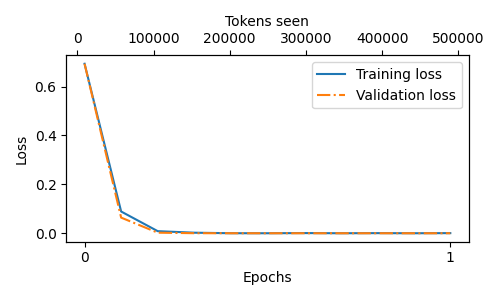 Tokens seen
0 100000 200000 300000 400000 500000
Training loss
Validation loss
0.6
0.4
0.2
0.0
Loss
0 1
Epochs